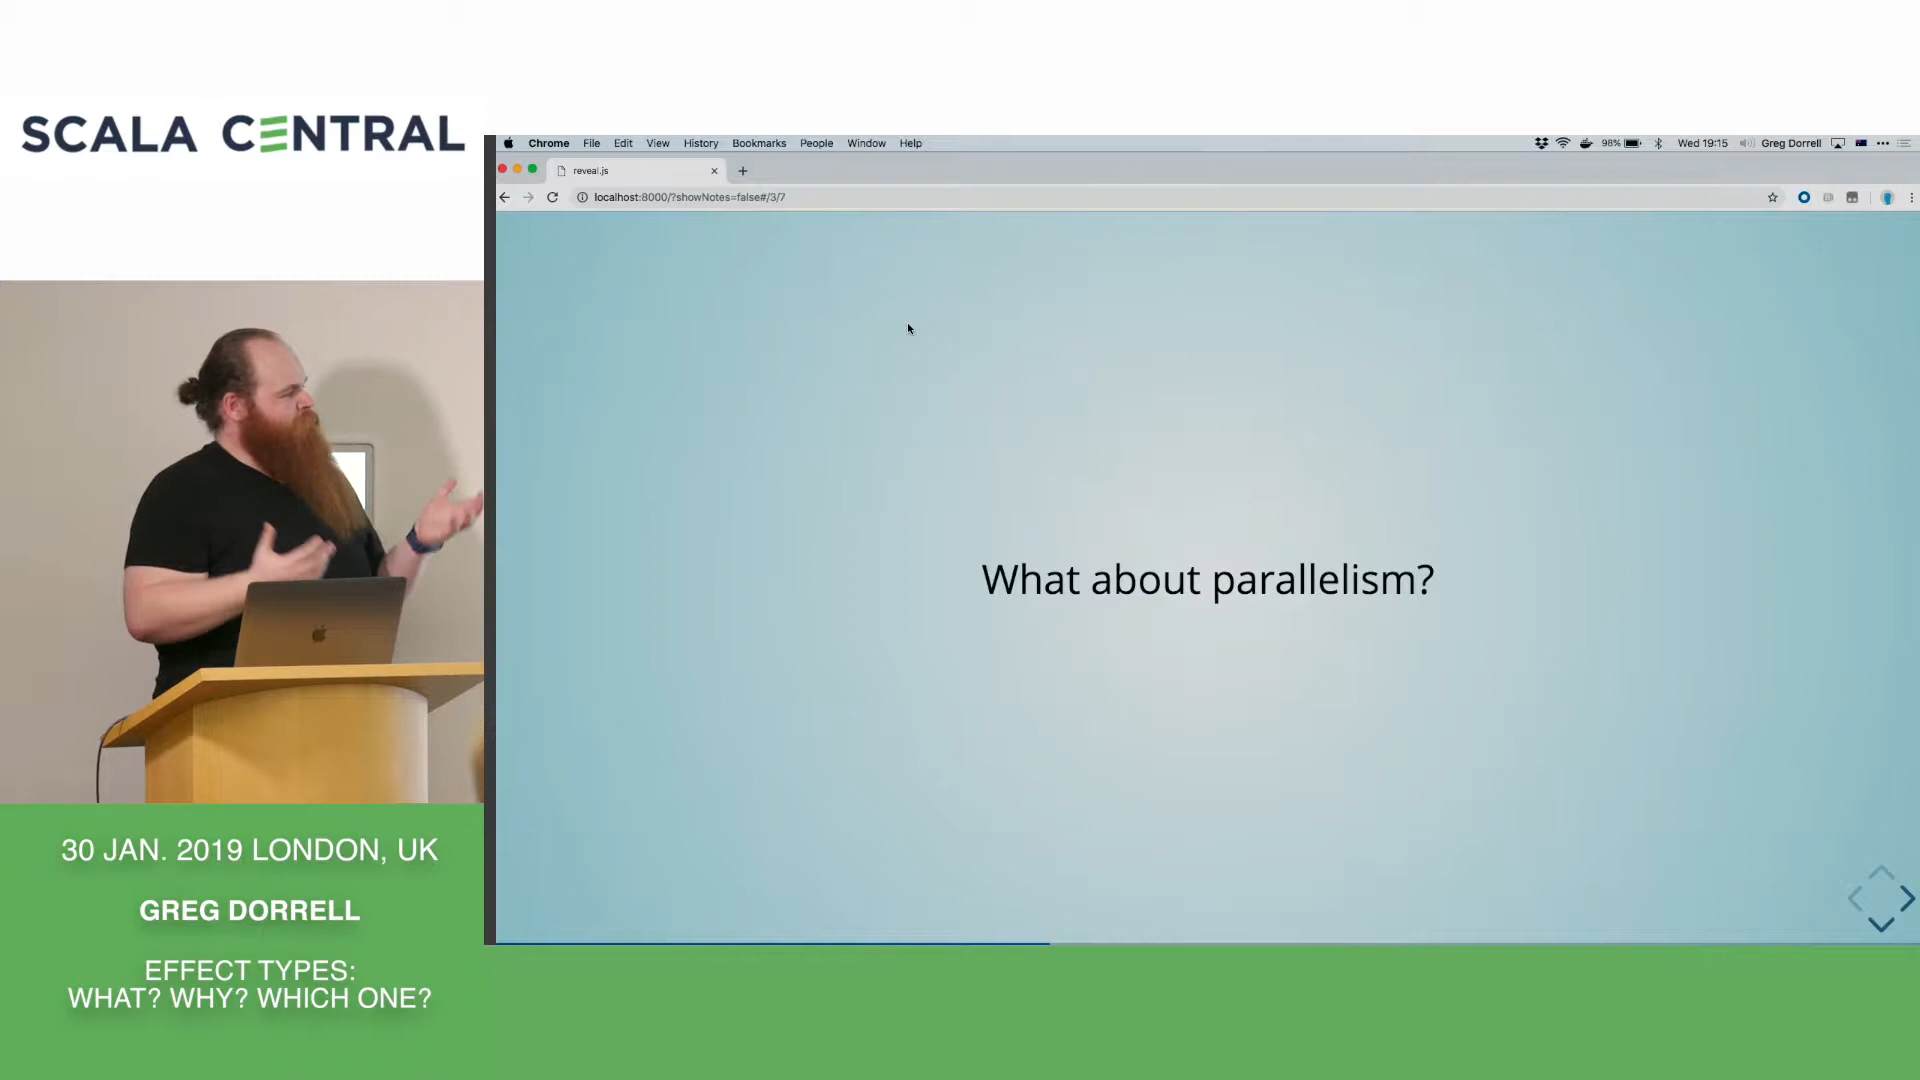 SCALA CENTRAL
Chrome File Edit View History Bookmarks People Window Help
98% Wed 19:15 Greg Dorrell
reveal.js
localhost:8000/?showNotes=false#/3/7
What about parallelism?
30 JAN. 2019 LONDON, UK
GREG DORRELL
EFFECT TYPES:
WHAT? WHY? WHICH ONE?